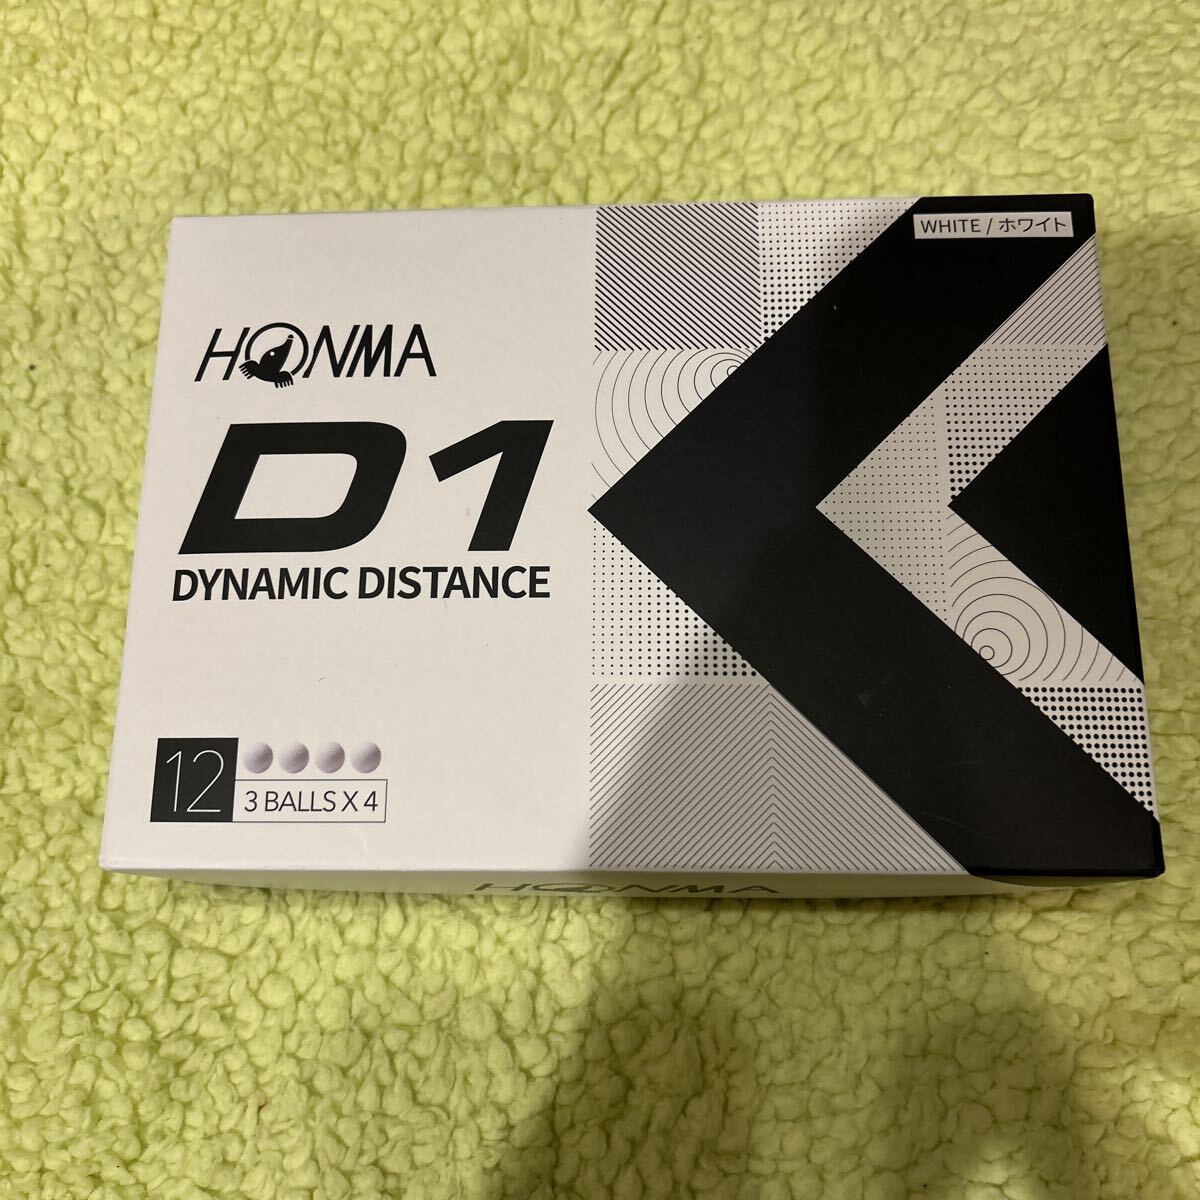 WHITE / ホワイト
HONMA
D1
DYNAMIC DISTANCE
12
3 BALLS X 4
HONMA